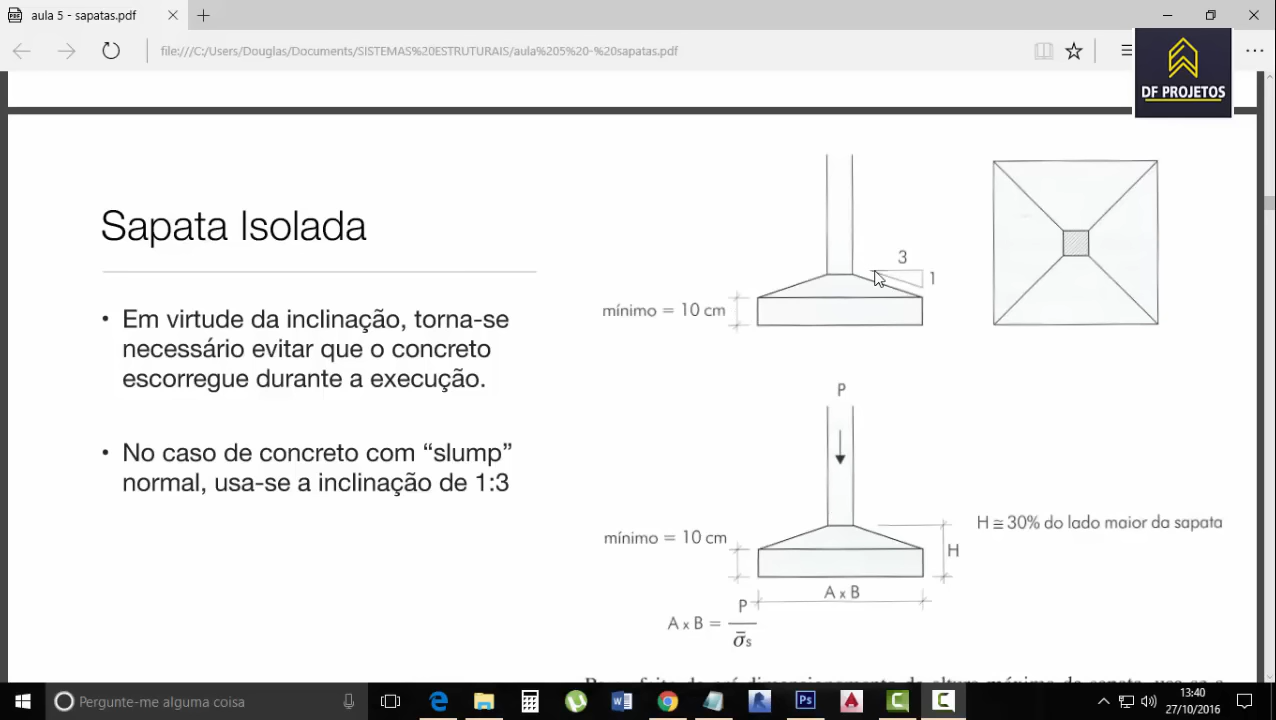 aula 5 - sapatas.pdf
file:///C:/Users/Douglas/Documents/SISTEMAS%20ESTRUTURAIS/aula%205%20-%20sapatas.pdf
DF PROJETOS
Sapata Isolada
• Em virtude da inclinação, torna-se
necessário evitar que o concreto
escorregue durante a execução.
• No caso de concreto com “slump”
normal, usa-se a inclinação de 1:3
3
1
mínimo = 10 cm
P
H ≅ 30% do lado maior da sapata
mínimo = 10 cm
H
A x B
A x B = P
σ̄s
Pergunte-me alguma coisa
13:40
27/10/2016